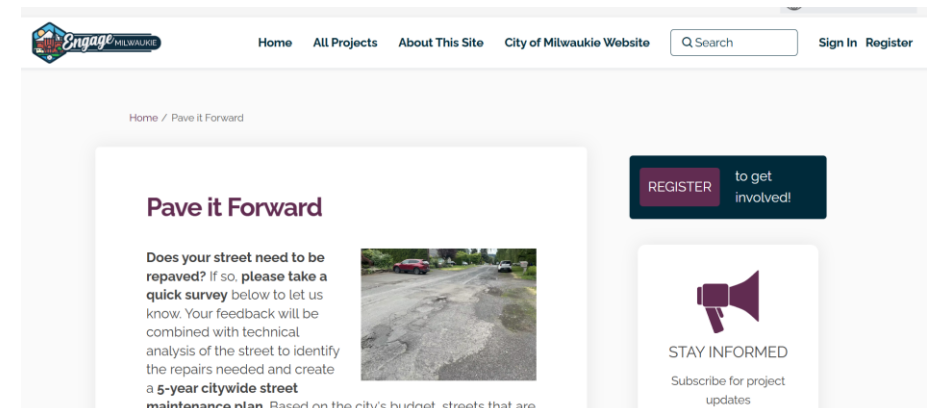 Engage MILWAUKIE
Home All Projects About This Site City of Milwaukie Website Search Sign In Register
Home / Pave it Forward
REGISTER to get involved!
Pave it Forward
Does your street need to be
repaved? If so, please take a
quick survey below to let us
know. Your feedback will be
combined with technical
analysis of the street to identify
the repairs needed and create
a 5-year citywide street
maintenance plan. Based on the city's budget, streets that are
STAY INFORMED
Subscribe for project
updates